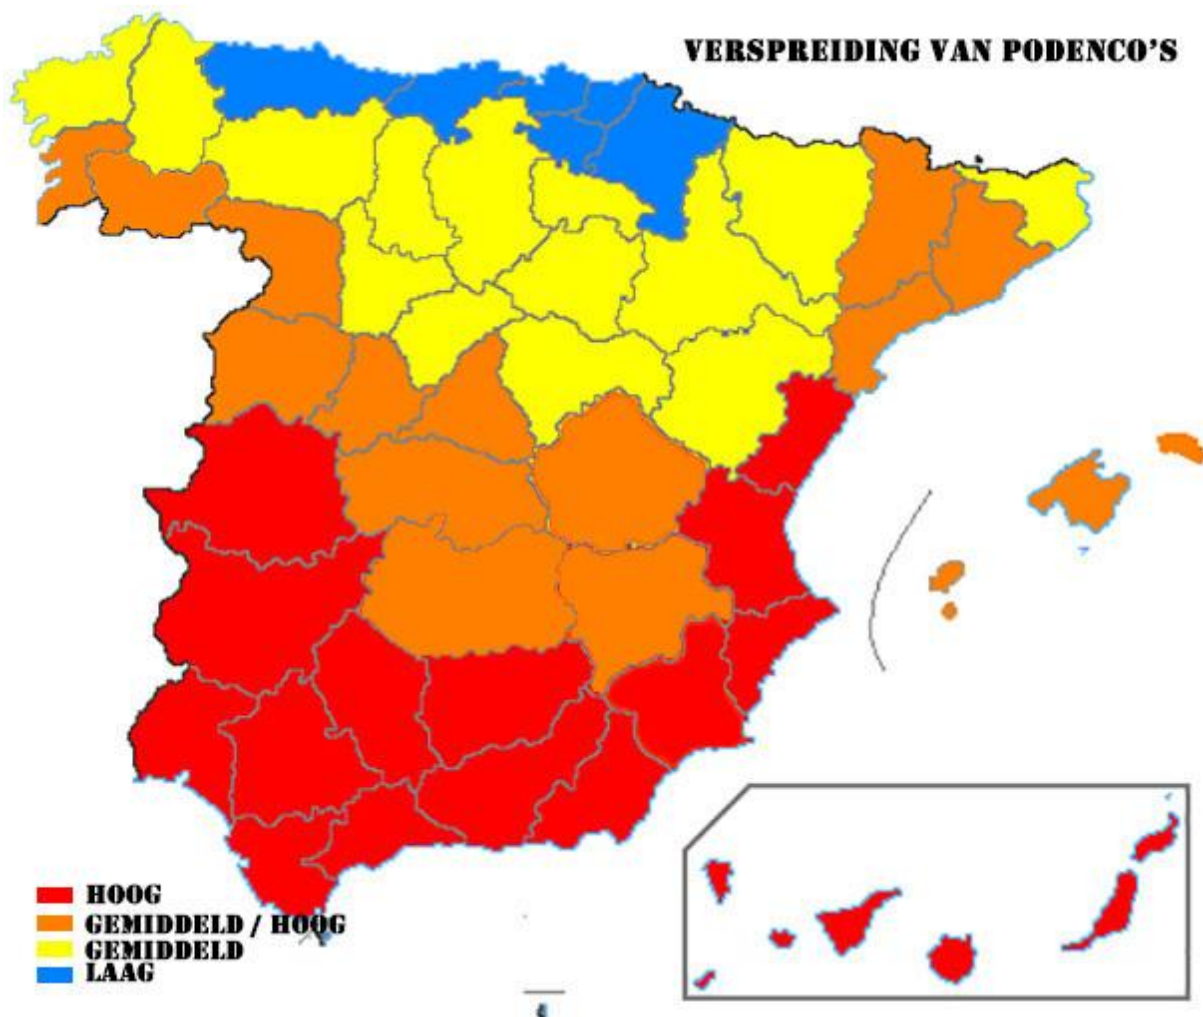 VERSPREIDING VAN PODENCO'S
HOOG
GEMIDDELD / HOOG
GEMIDDELD
LAAG